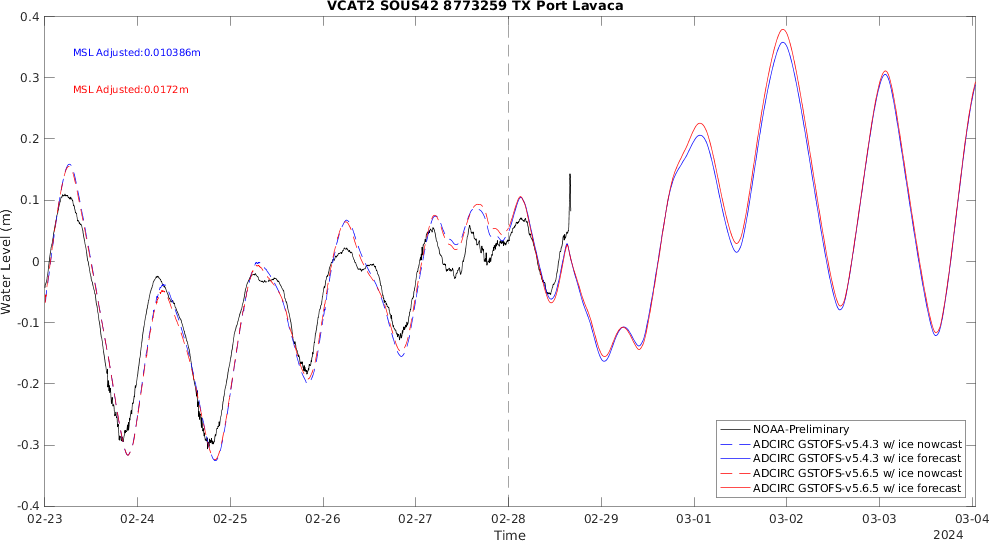 VCAT2 SOUS42 8773259 TX Port Lavaca
MSL Adjusted:0.010386m
MSL Adjusted:0.0172m
Water Level (m)
0.4
0.3
0.2
0.1
0
-0.1
-0.2
-0.3
-0.4
NOAA-Preliminary
ADCIRC GSTOFS-v5.4.3 w/ ice nowcast
ADCIRC GSTOFS-v5.4.3 w/ ice forecast
ADCIRC GSTOFS-v5.6.5 w/ ice nowcast
ADCIRC GSTOFS-v5.6.5 w/ ice forecast
02-23 02-24 02-25 02-26 02-27 02-28 02-29 03-01 03-02 03-03 03-04
Time
2024